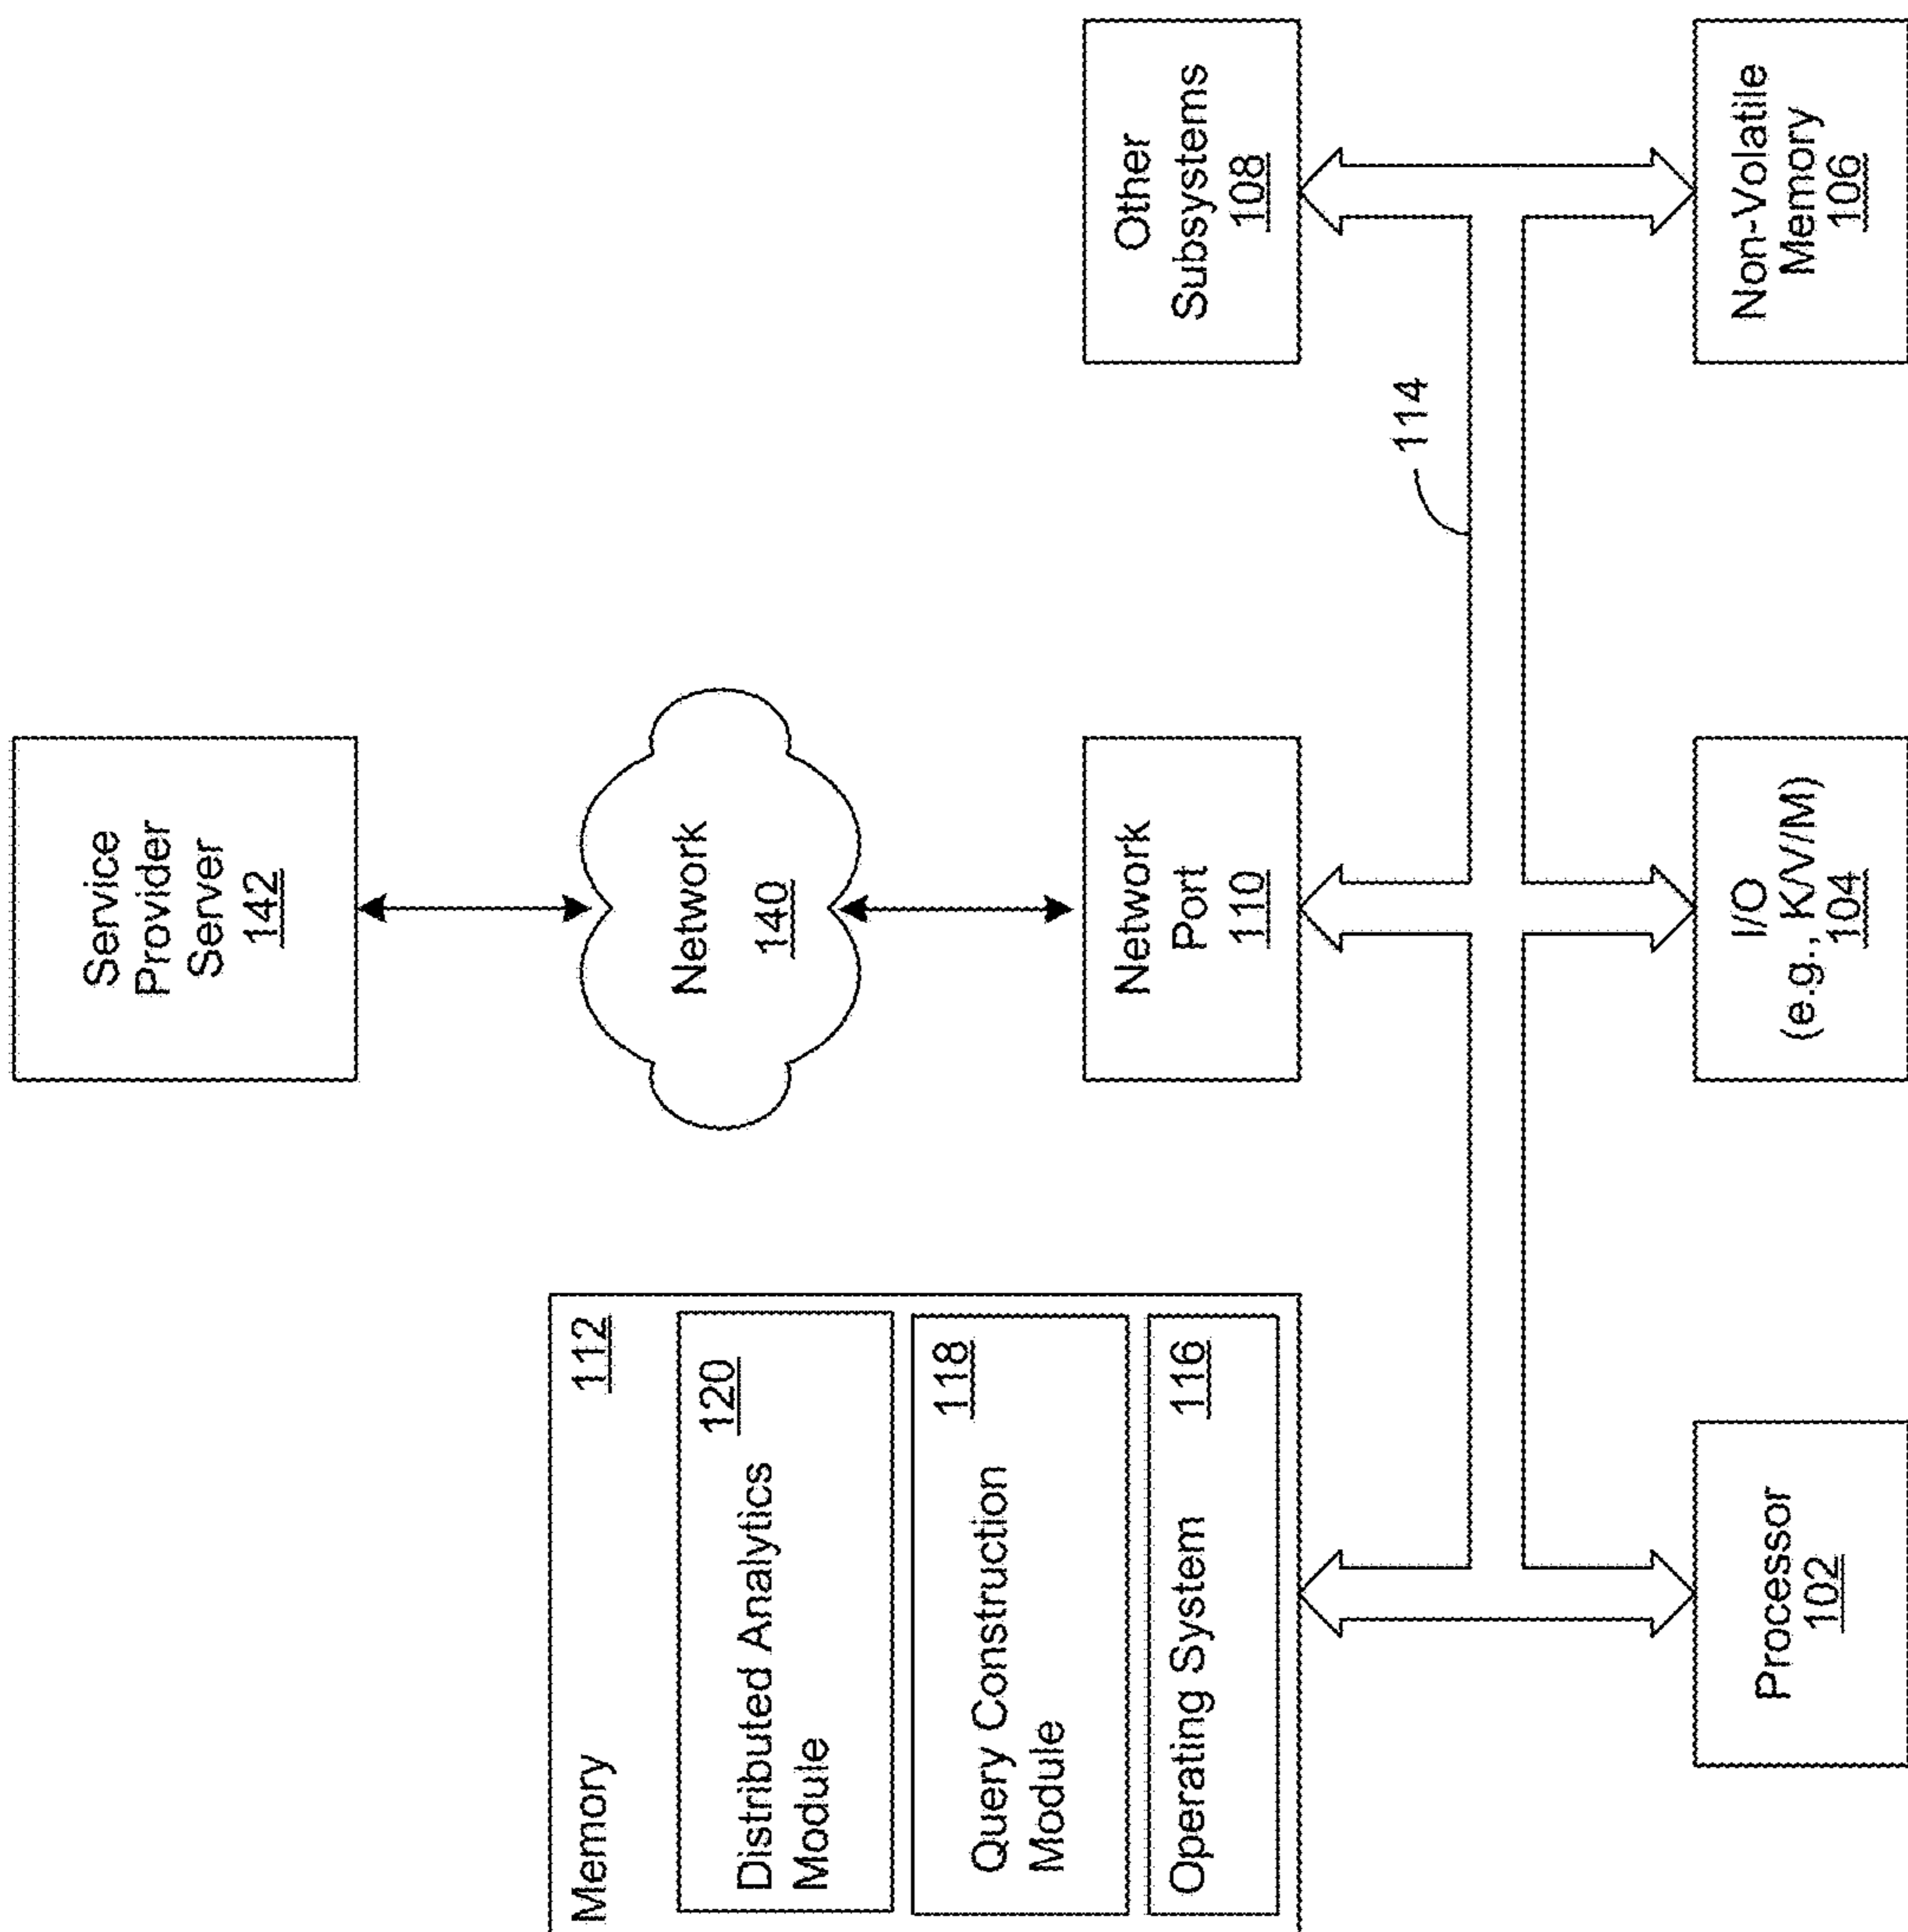 Service
Provider
Server
142
Network
140
Memory
112
Distributed Analytics
Module
120
Query Construction
Module
118
Operating System
116
Network
Port
110
Other
Subsystems
108
114
Processor
102
I/O
(e.g., K/V/M)
104
Non-Volatile
Memory
106